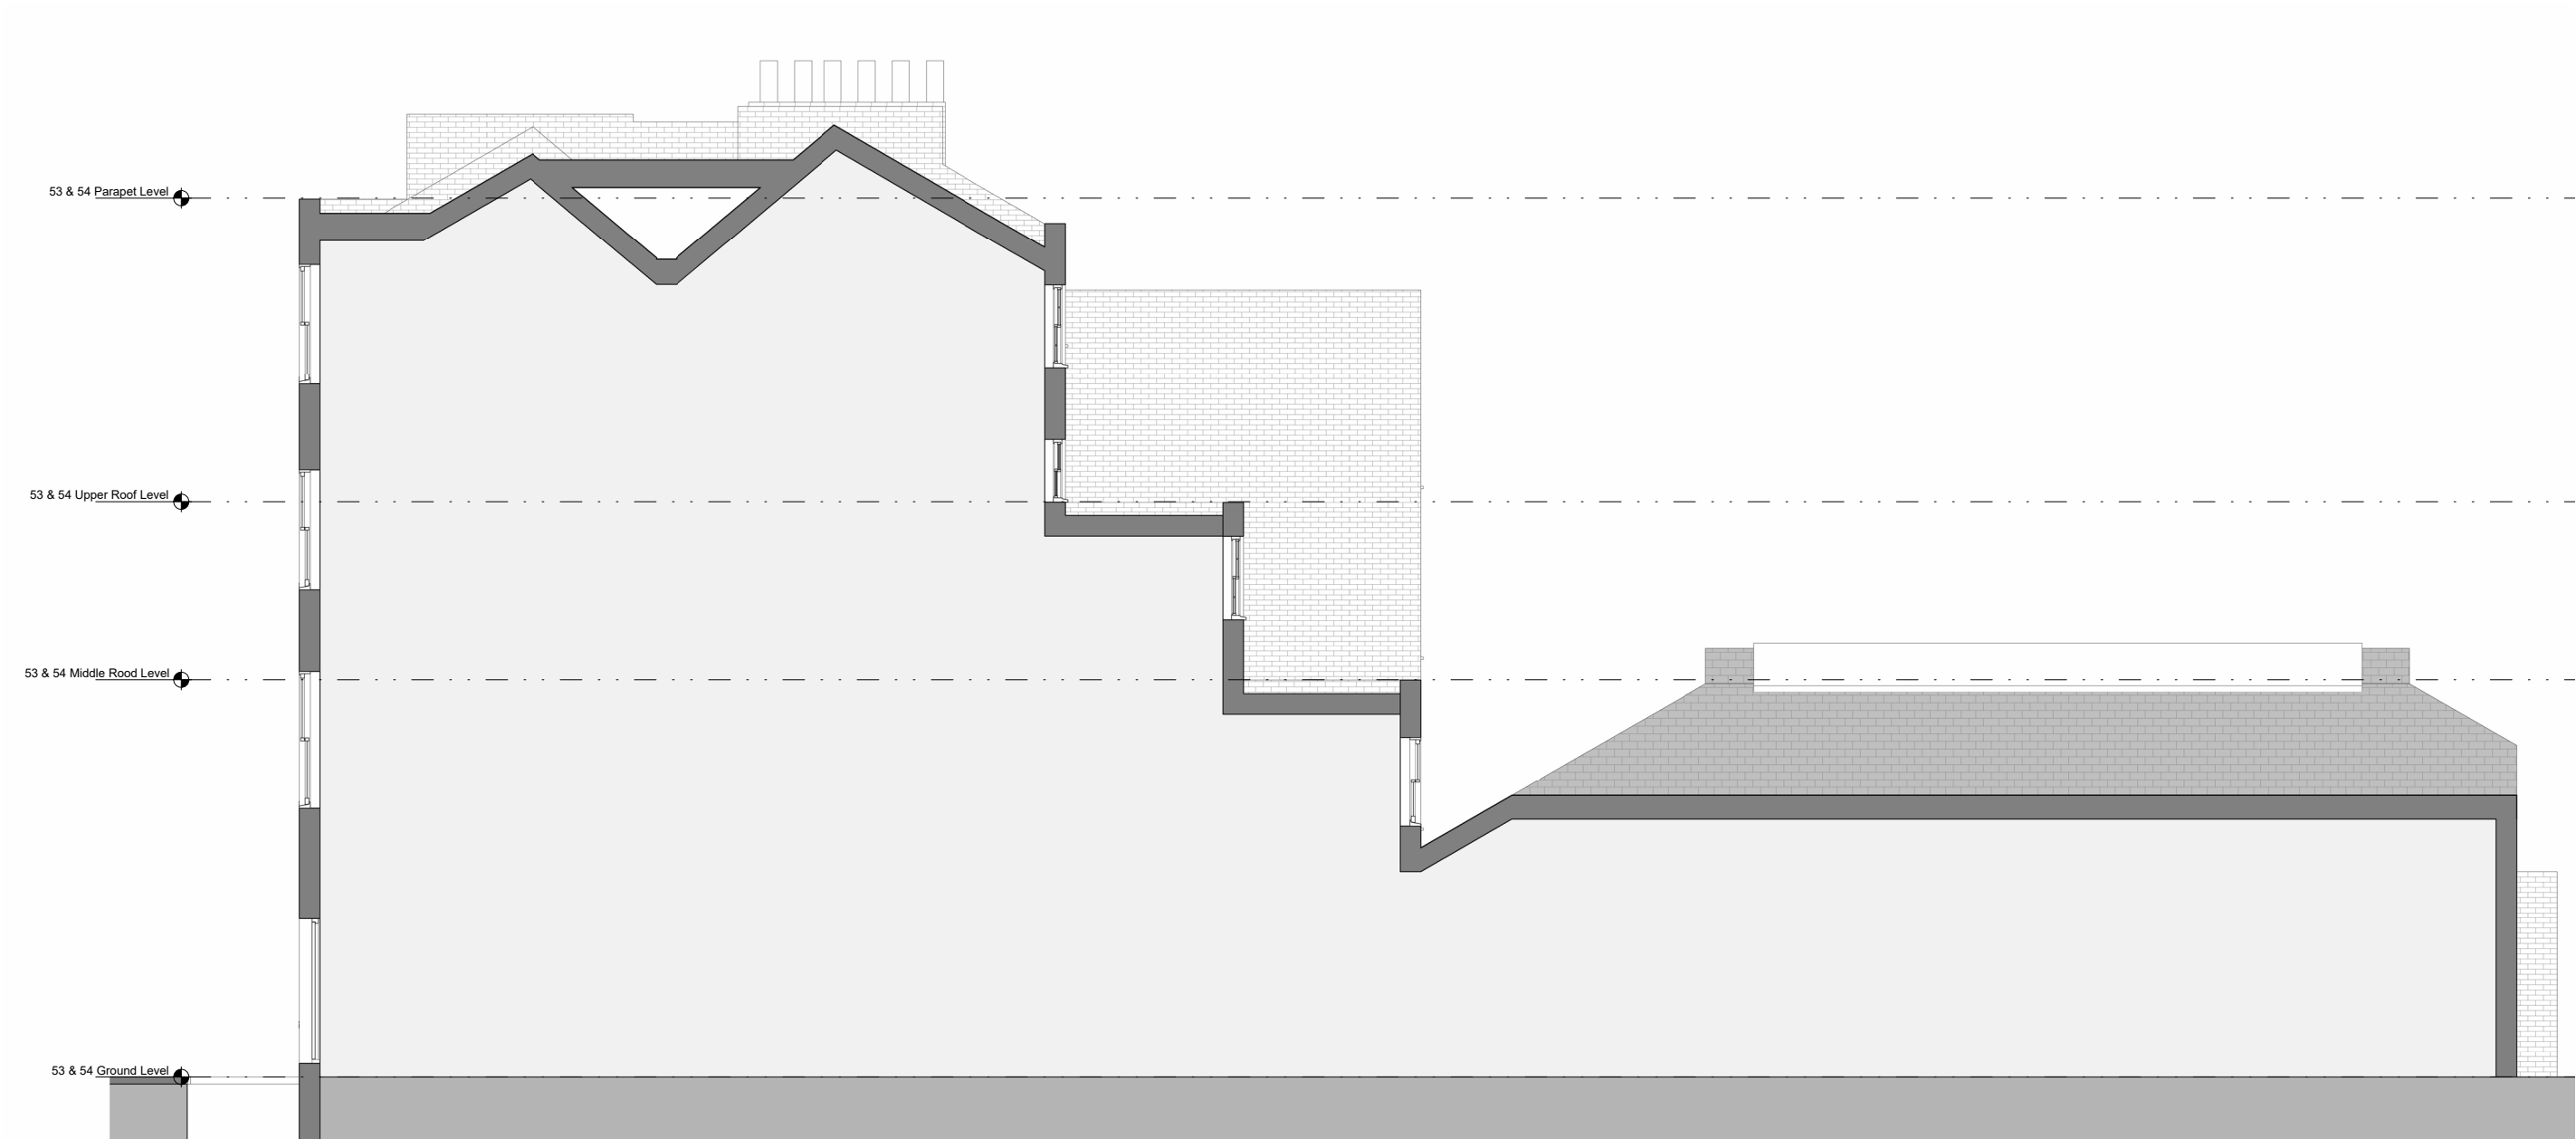 53 & 54 Parapet Level
53 & 54 Upper Roof Level
53 & 54 Middle Rood Level
53 & 54 Ground Level